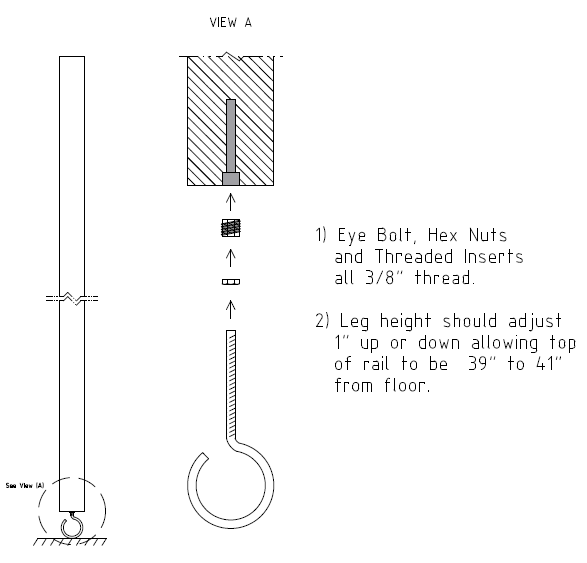 VIEW A
1) Eye Bolt, Hex Nuts
and Threaded Inserts
all 3/8" thread.
2) Leg height should adjust
1" up or down allowing top
of rail to be 39" to 41"
from floor.
See View (A)